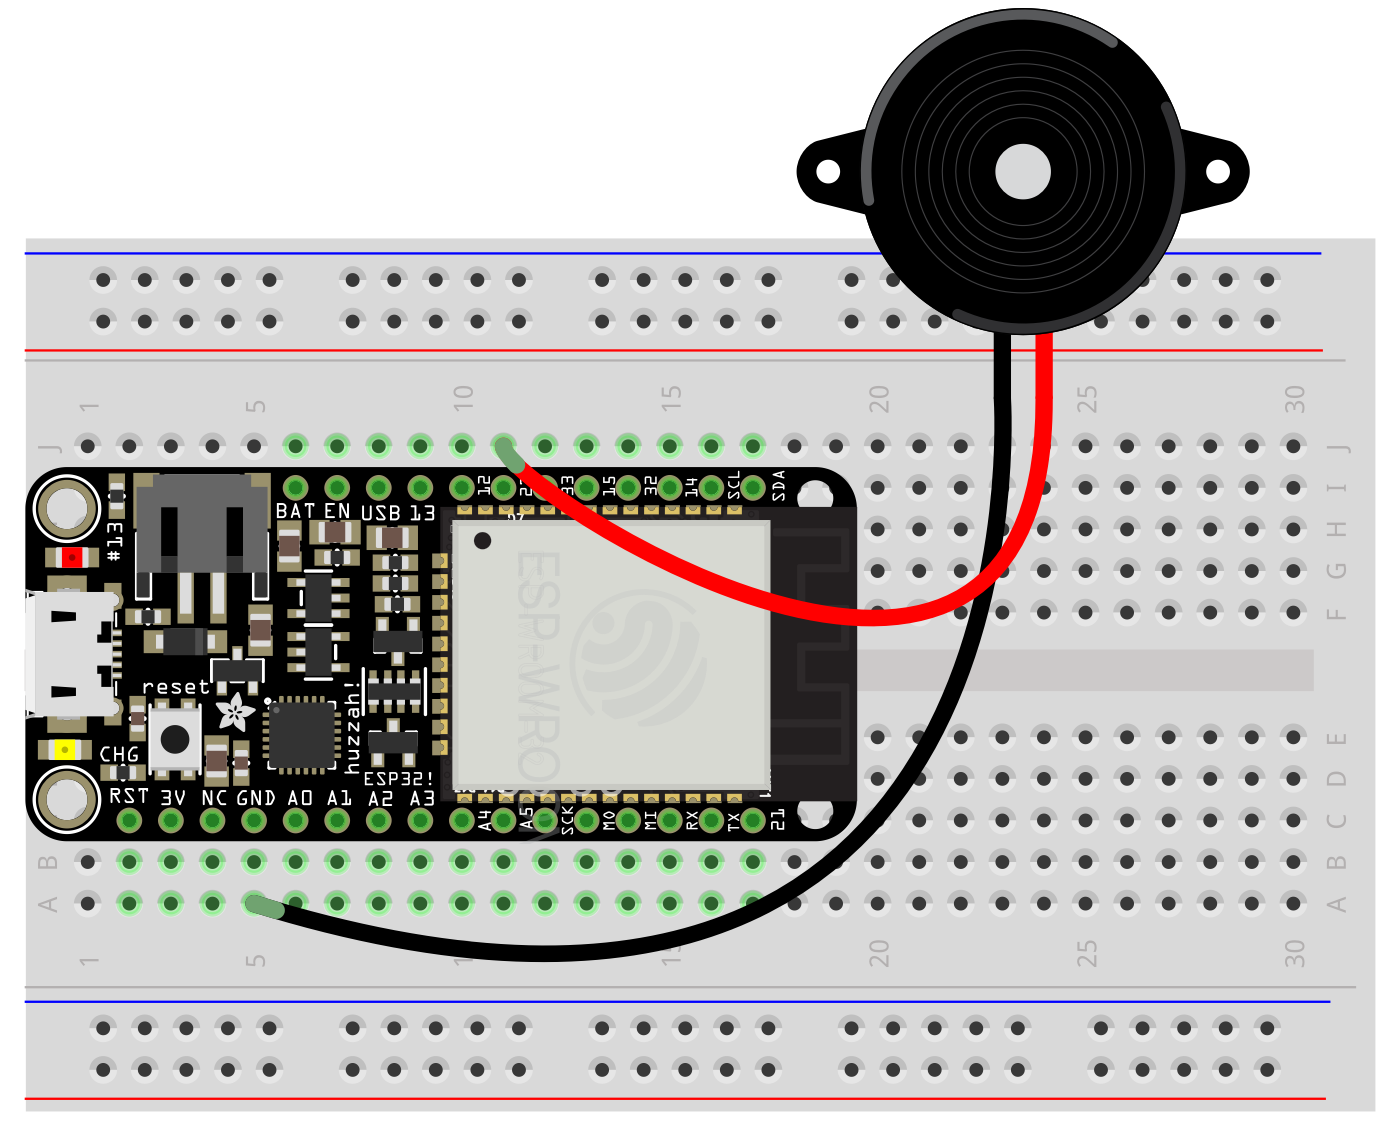 1 5 10 15 20 25 30
J J
I
H
G
F
E
D
C
B B
A A
BAT EN USB 13 12 33 15 32 14 SCL SDA
#13
ESP-WROO
reset
CHG
huzzah!
ESP32!
RST 3V NC GND A0 A1 A2 A3 A4 A5 SCK MO MI RX TX 21
1 5 15 20 25 30